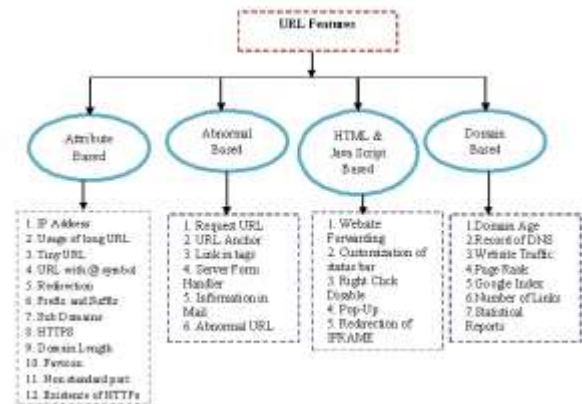 URL Features
Attribute
Based
Abnormal
Based
HTML &
Java Script
Based
Domain
Based
1. IP Address
2. Usage of long URL
3. Tiny URL
4. URL with @ symbol
5. Redirection
6. Prefix and Suffix
7. Sub Domains
8. HTTPS
9. Domain Length
10. Favicon
11. Non standard port
12. Existence of HTTPs
1. Request URL
2. URL Anchor
3. Link in tags
4. Server Form
Handler
5. Information in
Mail
6. Abnormal URL
1. Website
Forwarding
2. Customization of
status bar
3. Right Click
Disable
4. Pop-Up
5. Redirection of
IFRAME
1.Domain Age
2.Record of DNS
3.Website Traffic
4.Page Rank
5.Google Index
6.Number of Links
7.Statistical
Reports